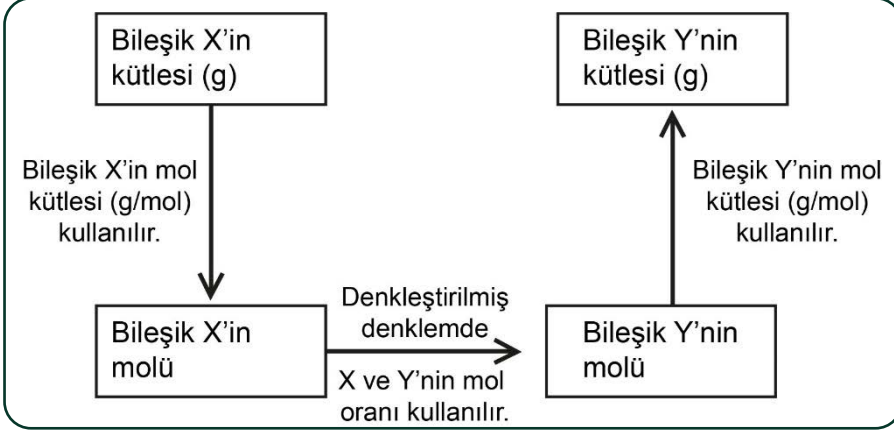 Bileşik X’in
kütlesi (g)
Bileşik X’in mol
kütlesi (g/mol)
kullanılır.
Bileşik X’in
molü
Denkleştirilmiş
denklemde
X ve Y’nin mol
oranı kullanılır.
Bileşik Y’nin
molü
Bileşik Y’nin mol
kütlesi (g/mol)
kullanılır.
Bileşik Y’nin
kütlesi (g)